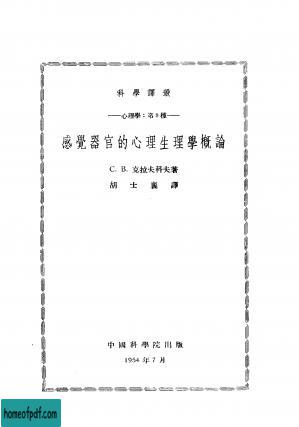 科學譯叢
——心理學：第8種——
感覺器官的心理生理學概論
C. B. 克拉夫科夫著
胡士襄譯
中國科學院出版
1954年7月
homeofpdf.com
homeofpdf.com